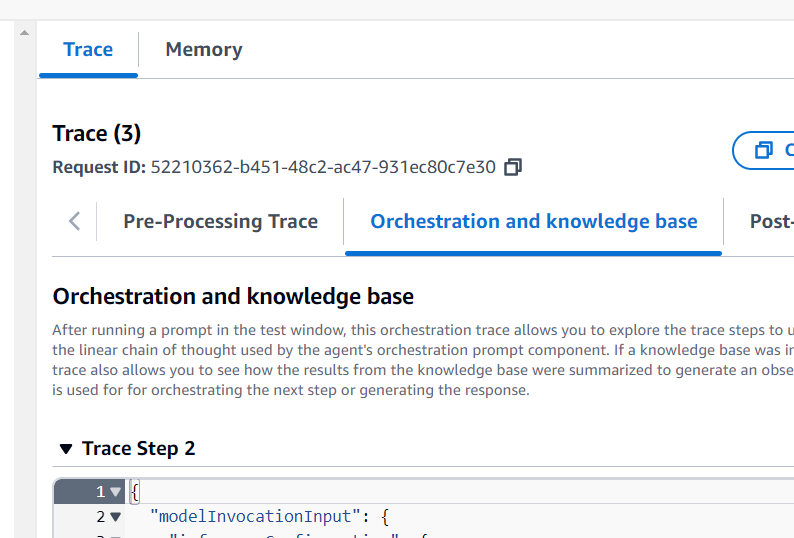 Trace Memory
Trace (3)
Request ID: 52210362-b451-48c2-ac47-931ec80c7e30
Pre-Processing Trace Orchestration and knowledge base Post-
Orchestration and knowledge base
After running a prompt in the test window, this orchestration trace allows you to explore the trace steps to
the linear chain of thought used by the agent's orchestration prompt component. If a knowledge base was
trace also allows you to see how the results from the knowledge base were summarized to generate an
is used for for orchestrating the next step or generating the response.
Trace Step 2
1 {
2 "modelInvocationInput": {